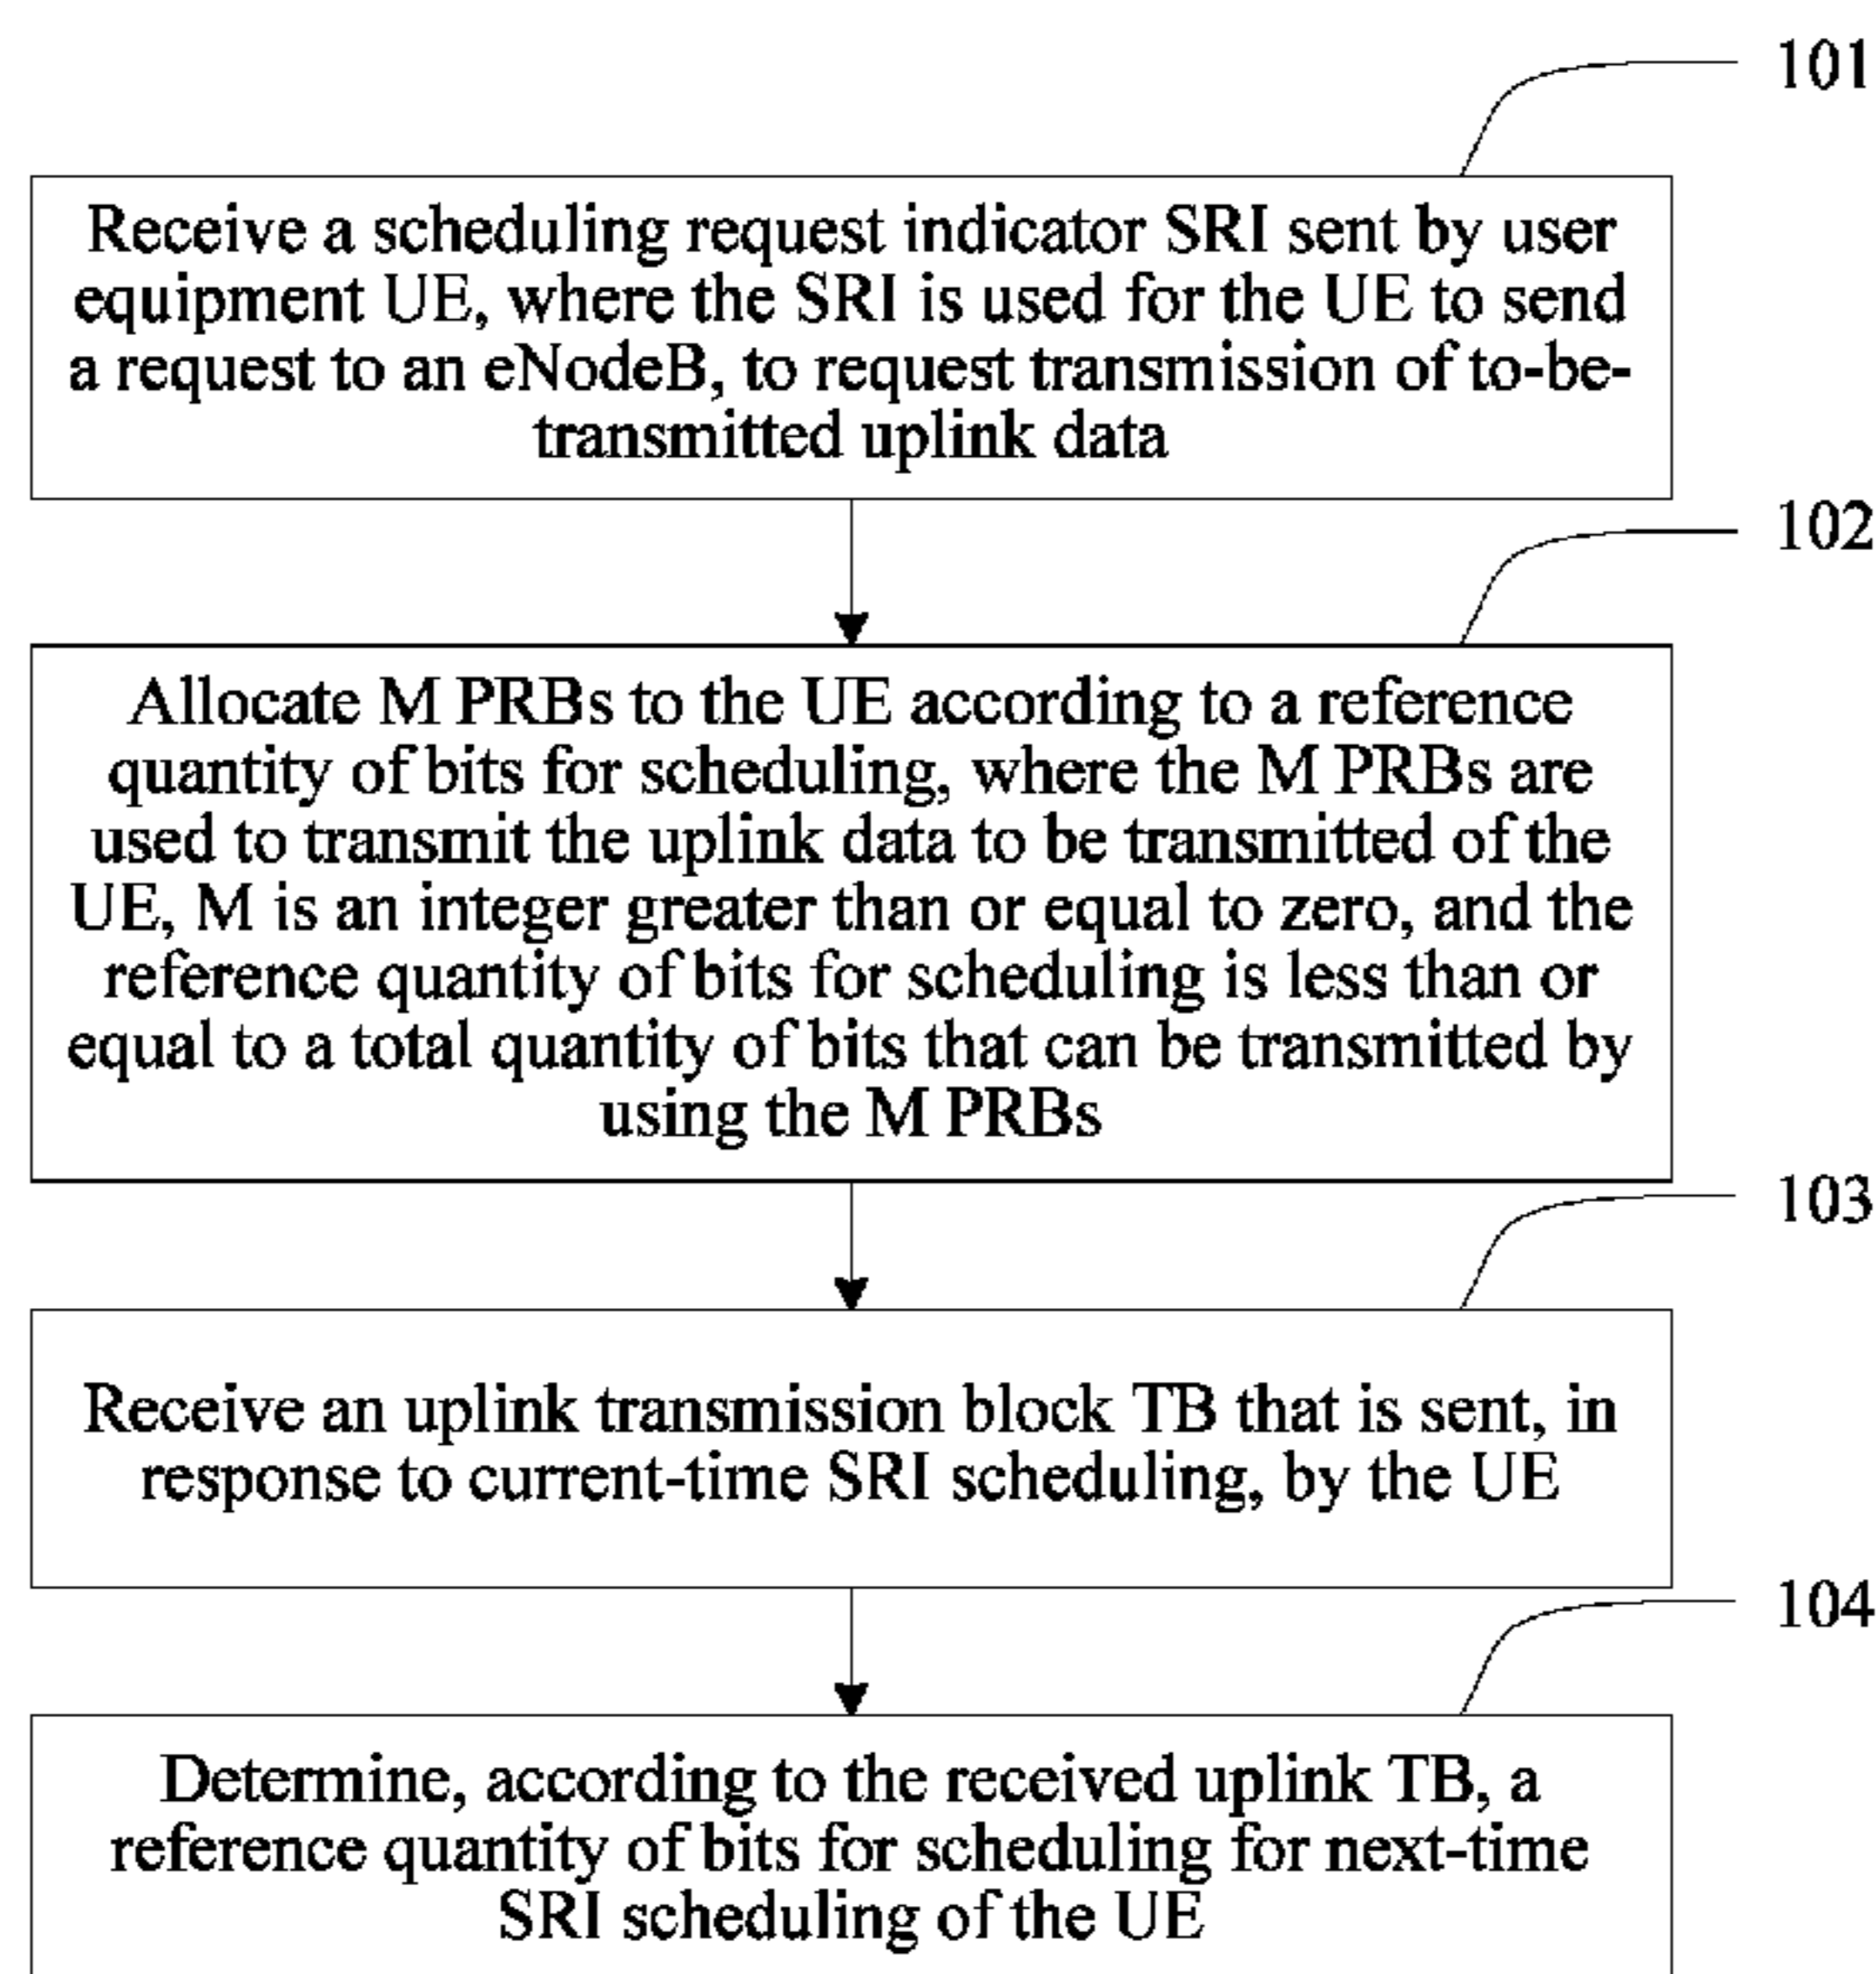 101
Receive a scheduling request indicator SRI sent by user
equipment UE, where the SRI is used for the UE to send
a request to an eNodeB, to request transmission of to-be-
transmitted uplink data
102
Allocate M PRBs to the UE according to a reference
quantity of bits for scheduling, where the M PRBs are
used to transmit the uplink data to be transmitted of the
UE, M is an integer greater than or equal to zero, and the
reference quantity of bits for scheduling is less than or
equal to a total quantity of bits that can be transmitted by
using the M PRBs
103
Receive an uplink transmission block TB that is sent, in
response to current-time SRI scheduling, by the UE
104
Determine, according to the received uplink TB, a
reference quantity of bits for scheduling for next-time
SRI scheduling of the UE